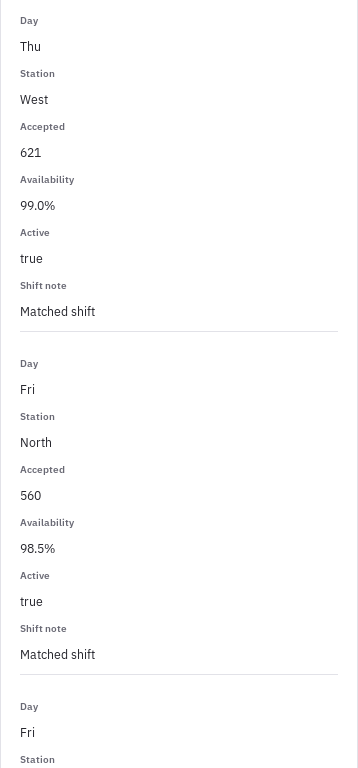 Day
Thu
Station
West
Accepted
621
Availability
99.0%
Active
true
Shift note
Matched shift
Day
Fri
Station
North
Accepted
560
Availability
98.5%
Active
true
Shift note
Matched shift
Day
Fri
Station